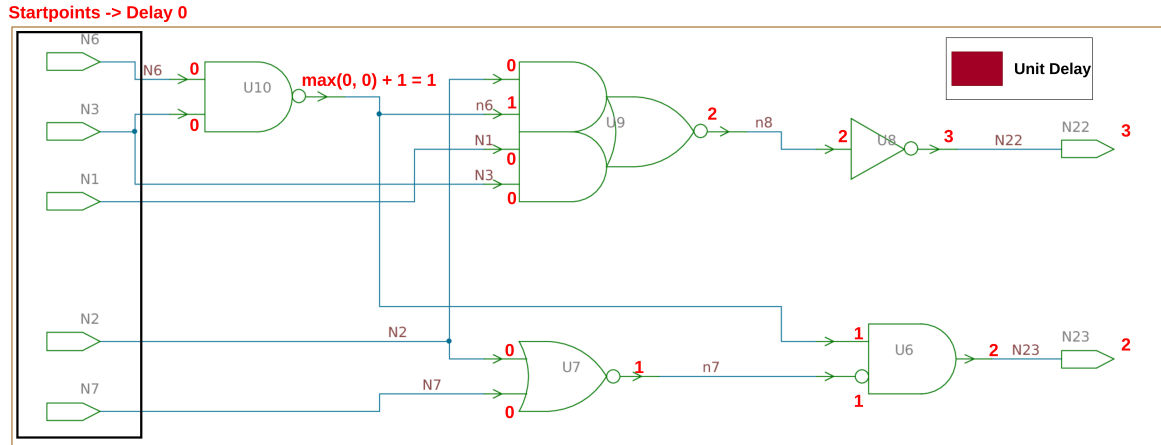 Startpoints -> Delay 0
N6
N6
0
U10
max(0, 0) + 1 = 1
0
Unit Delay
N3
0
n6
1
U9
2
n8
2
U8
3
N22
N22
3
N1
N1
0
N3
0
N2
N2
0
U7
1
n7
1
U6
2
N23
N23
2
N7
N7
0
1